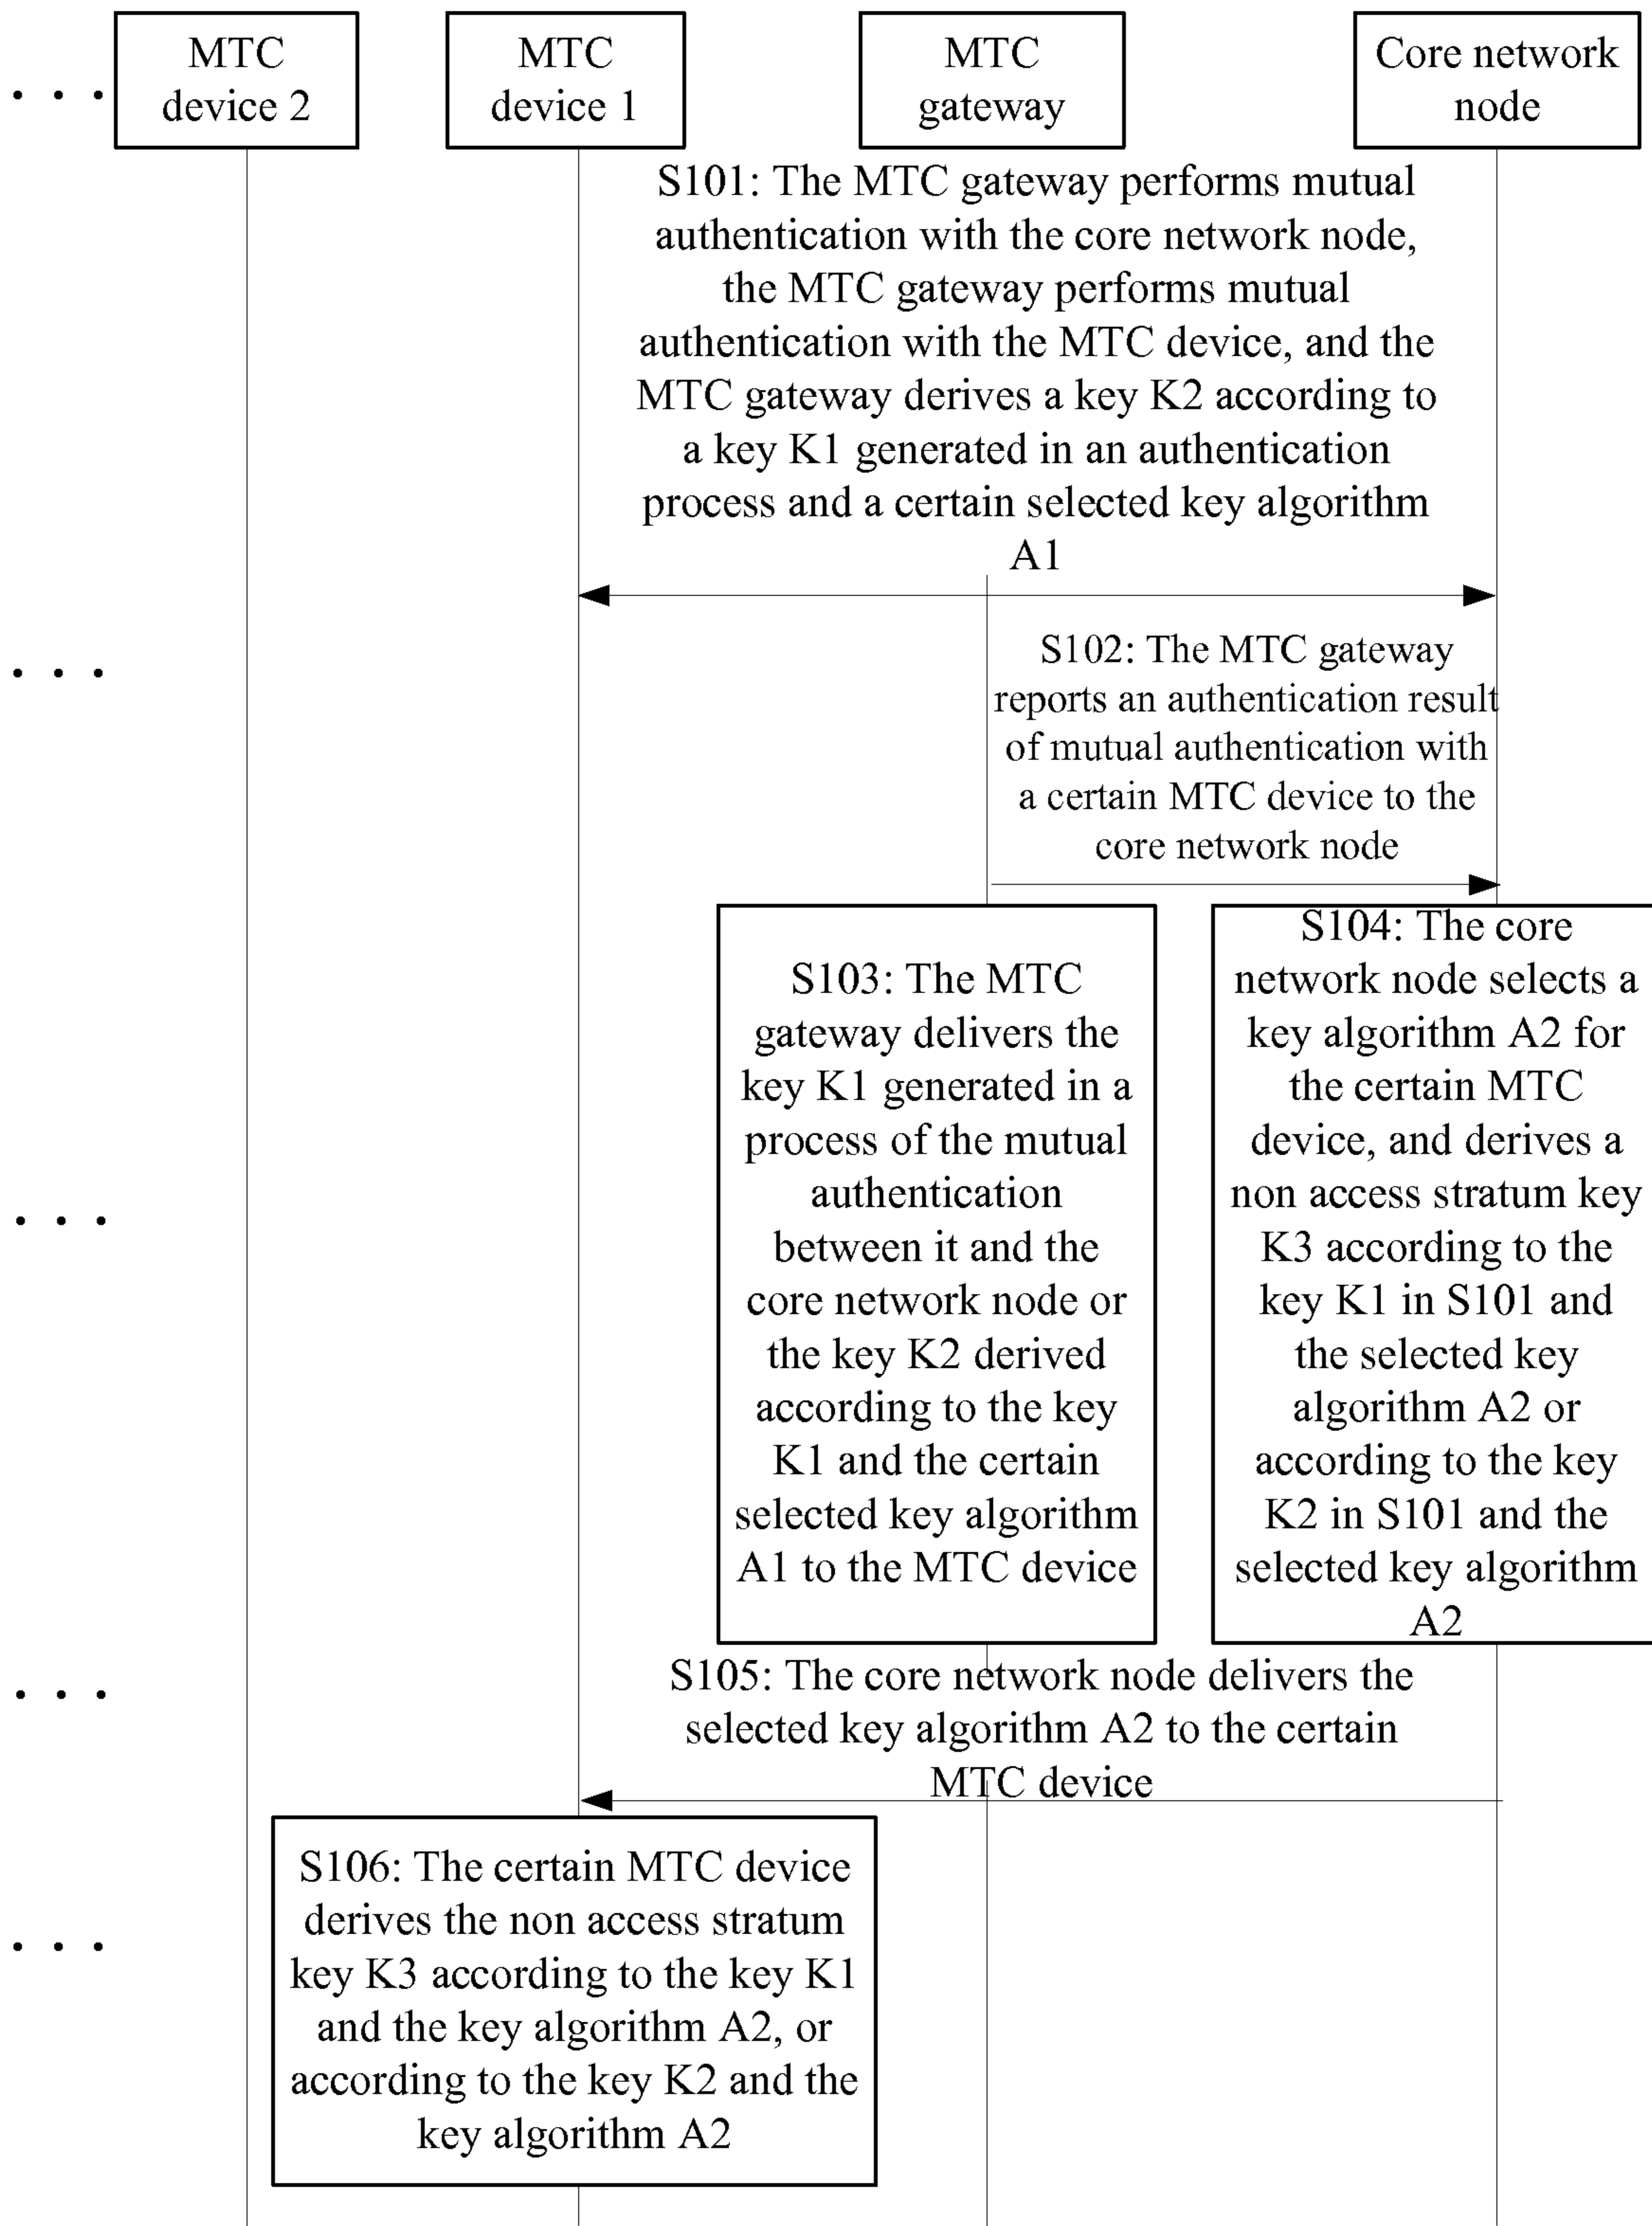 MTC
device 2
MTC
device 1
MTC
gateway
Core network
node
S101: The MTC gateway performs mutual
authentication with the core network node,
the MTC gateway performs mutual
authentication with the MTC device, and the
MTC gateway derives a key K2 according to
a key K1 generated in an authentication
process and a certain selected key algorithm
A1
S102: The MTC gateway
reports an authentication result
of mutual authentication with
a certain MTC device to the
core network node
S103: The MTC
gateway delivers the
key K1 generated in a
process of the mutual
authentication
between it and the
core network node or
the key K2 derived
according to the key
K1 and the certain
selected key algorithm
A1 to the MTC device
S104: The core
network node selects a
key algorithm A2 for
the certain MTC
device, and derives a
non access stratum key
K3 according to the
key K1 in S101 and
the selected key
algorithm A2 or
according to the key
K2 in S101 and the
selected key algorithm
A2
S105: The core network node delivers the
selected key algorithm A2 to the certain
MTC device
S106: The certain MTC device
derives the non access stratum
key K3 according to the key K1
and the key algorithm A2, or
according to the key K2 and the
key algorithm A2